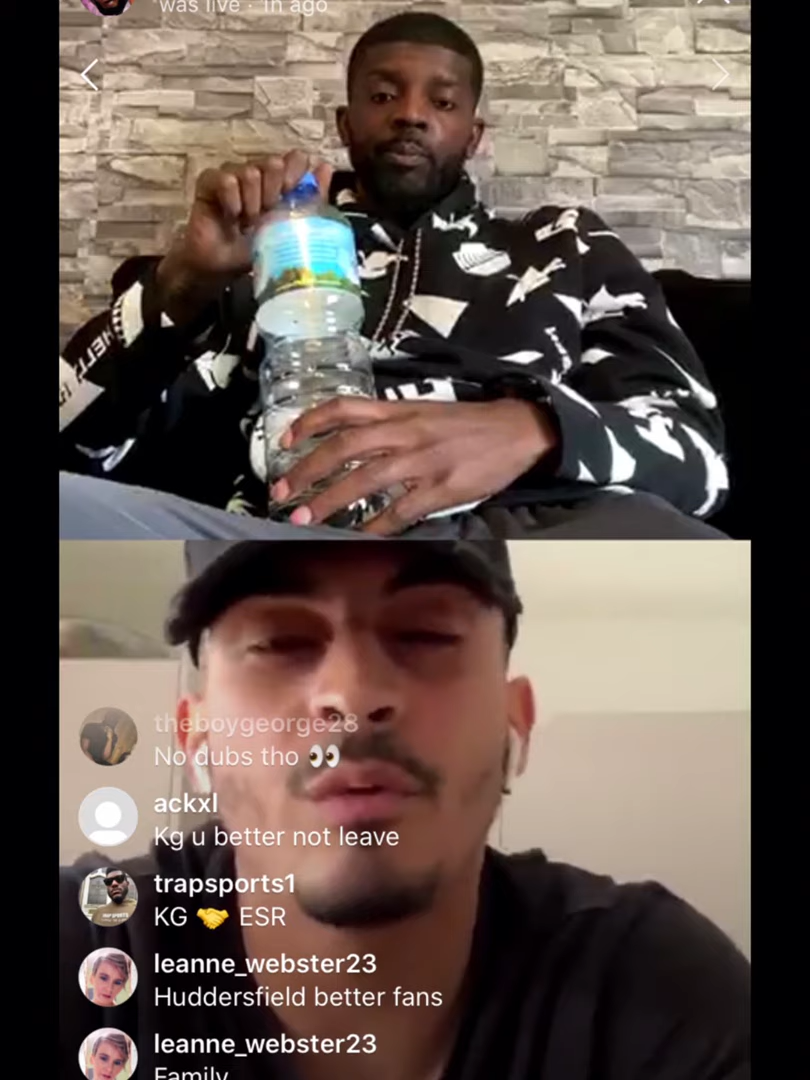 was live · 1h ago
theboygeorge28
No dubs tho 👀
ackxl
Kg u better not leave
trapsports1
KG 🤝 ESR
leanne_webster23
Huddersfield better fans
leanne_webster23
Family